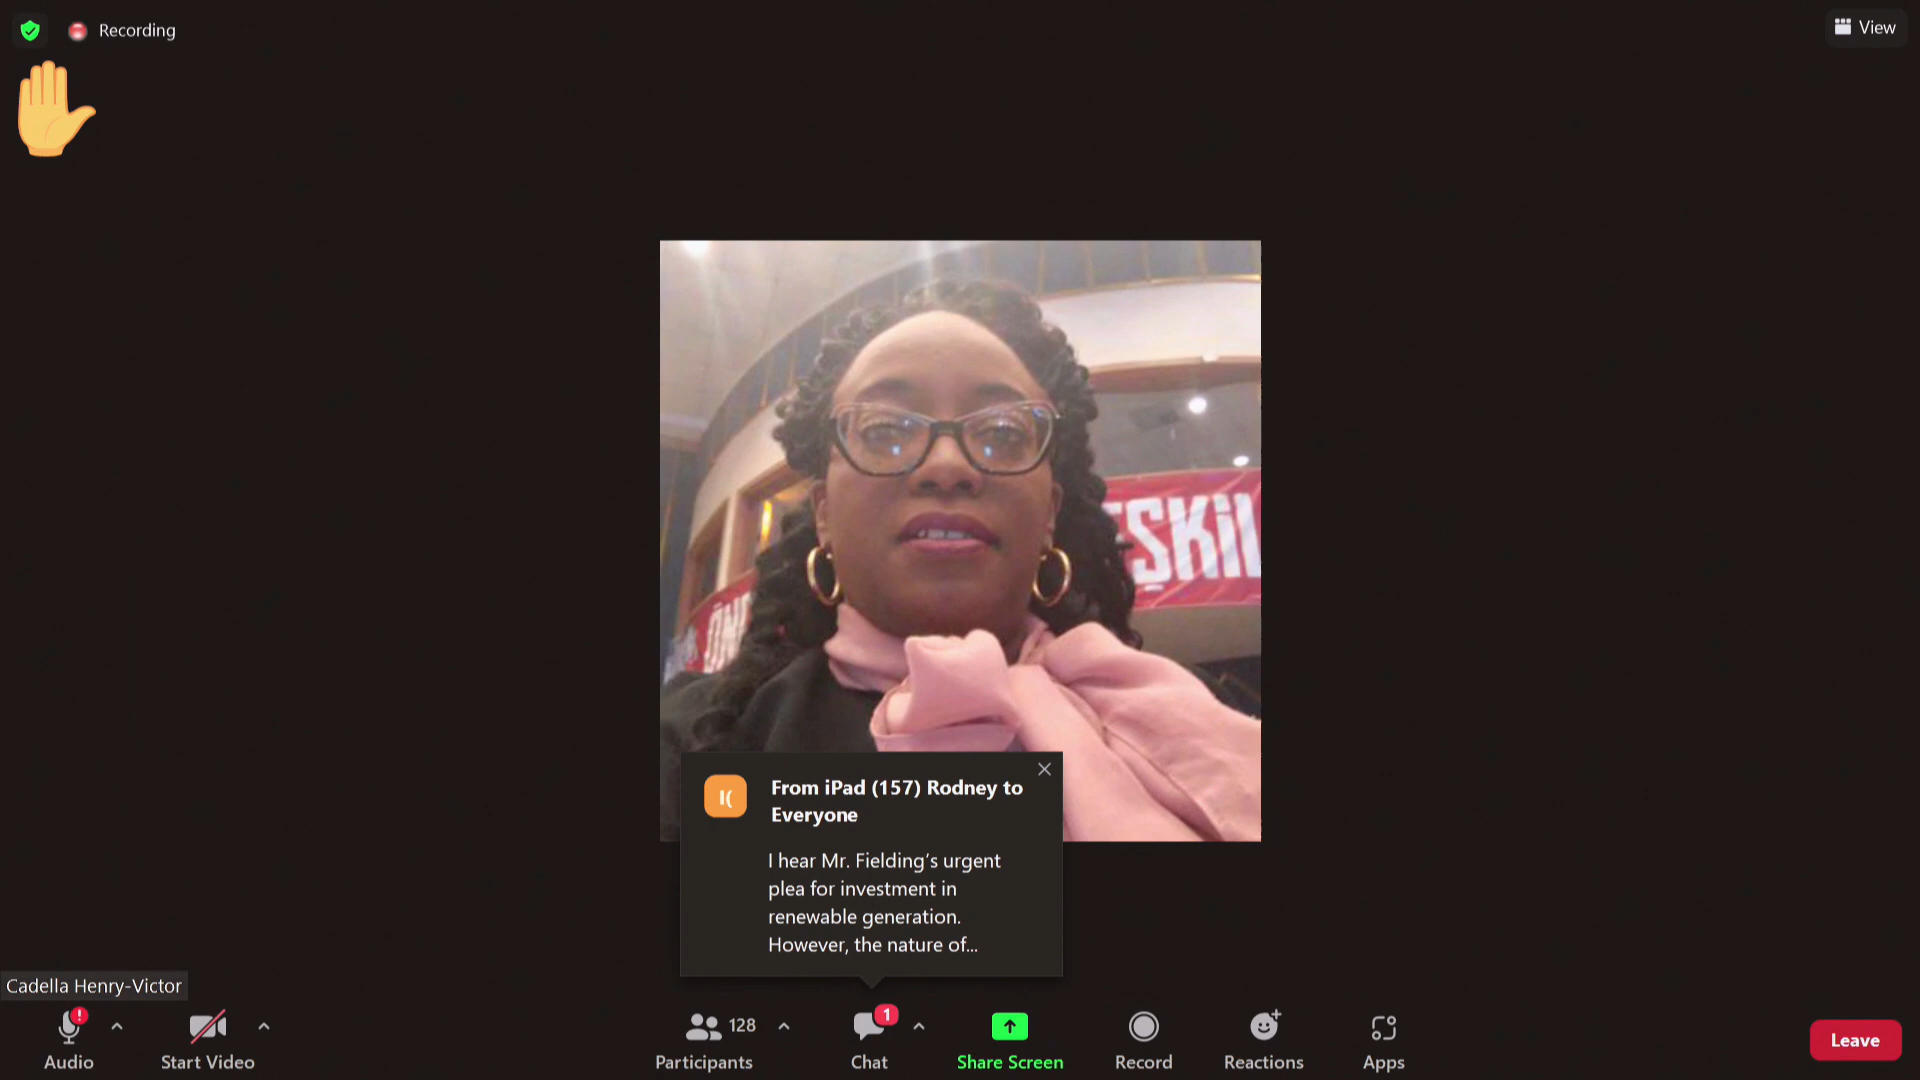 Recording
View
EŞKİL
ÖNE
I(
From iPad (157) Rodney to
Everyone
I hear Mr. Fielding's urgent
plea for investment in
renewable generation.
However, the nature of...
Cadella Henry-Victor
128
1
Audio
Start Video
Participants
Chat
Share Screen
Record
Reactions
Apps
Leave